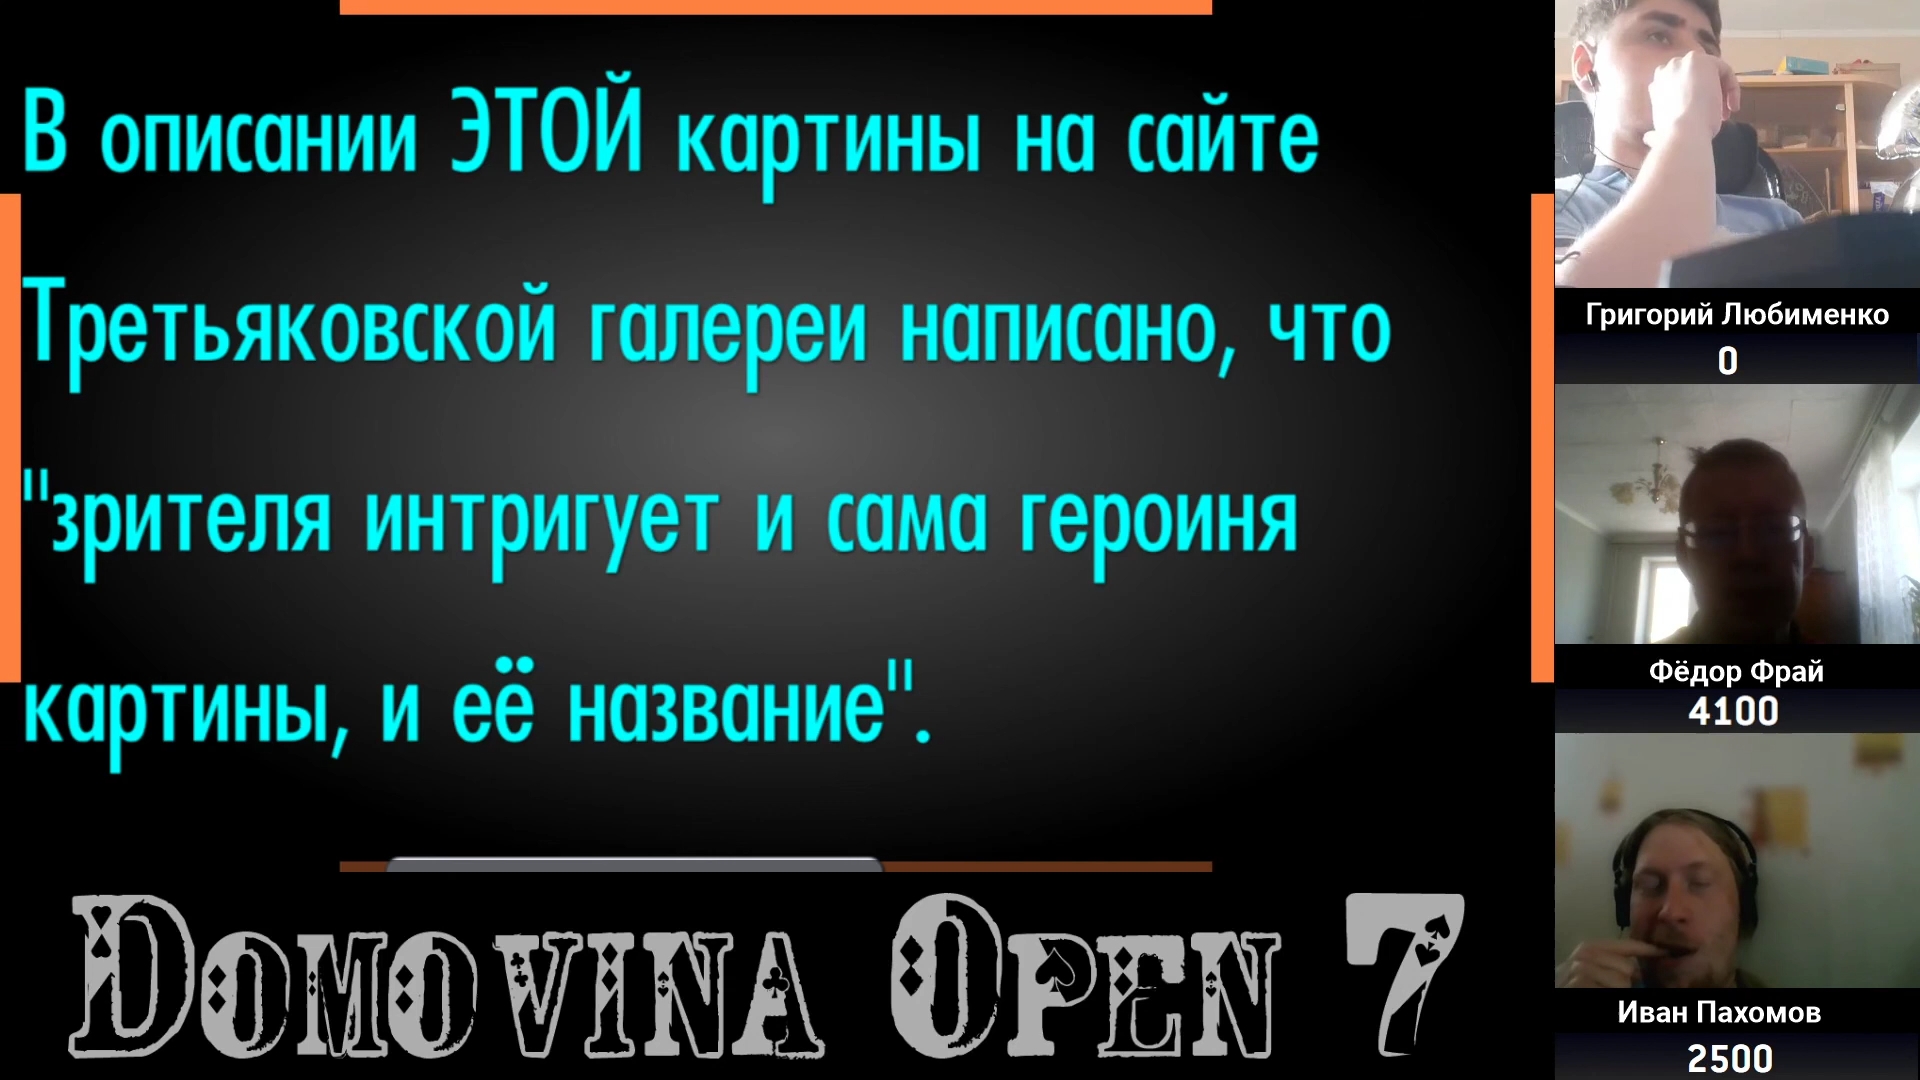 В описании ЭТОЙ картины на сайте
Третьяковской галереи написано, что
"зрителя интригует и сама героиня
картины, и её название".
Григорий Любименко
0
Фёдор Фрай
4100
Иван Пахомов
2500
Domovina Open 7